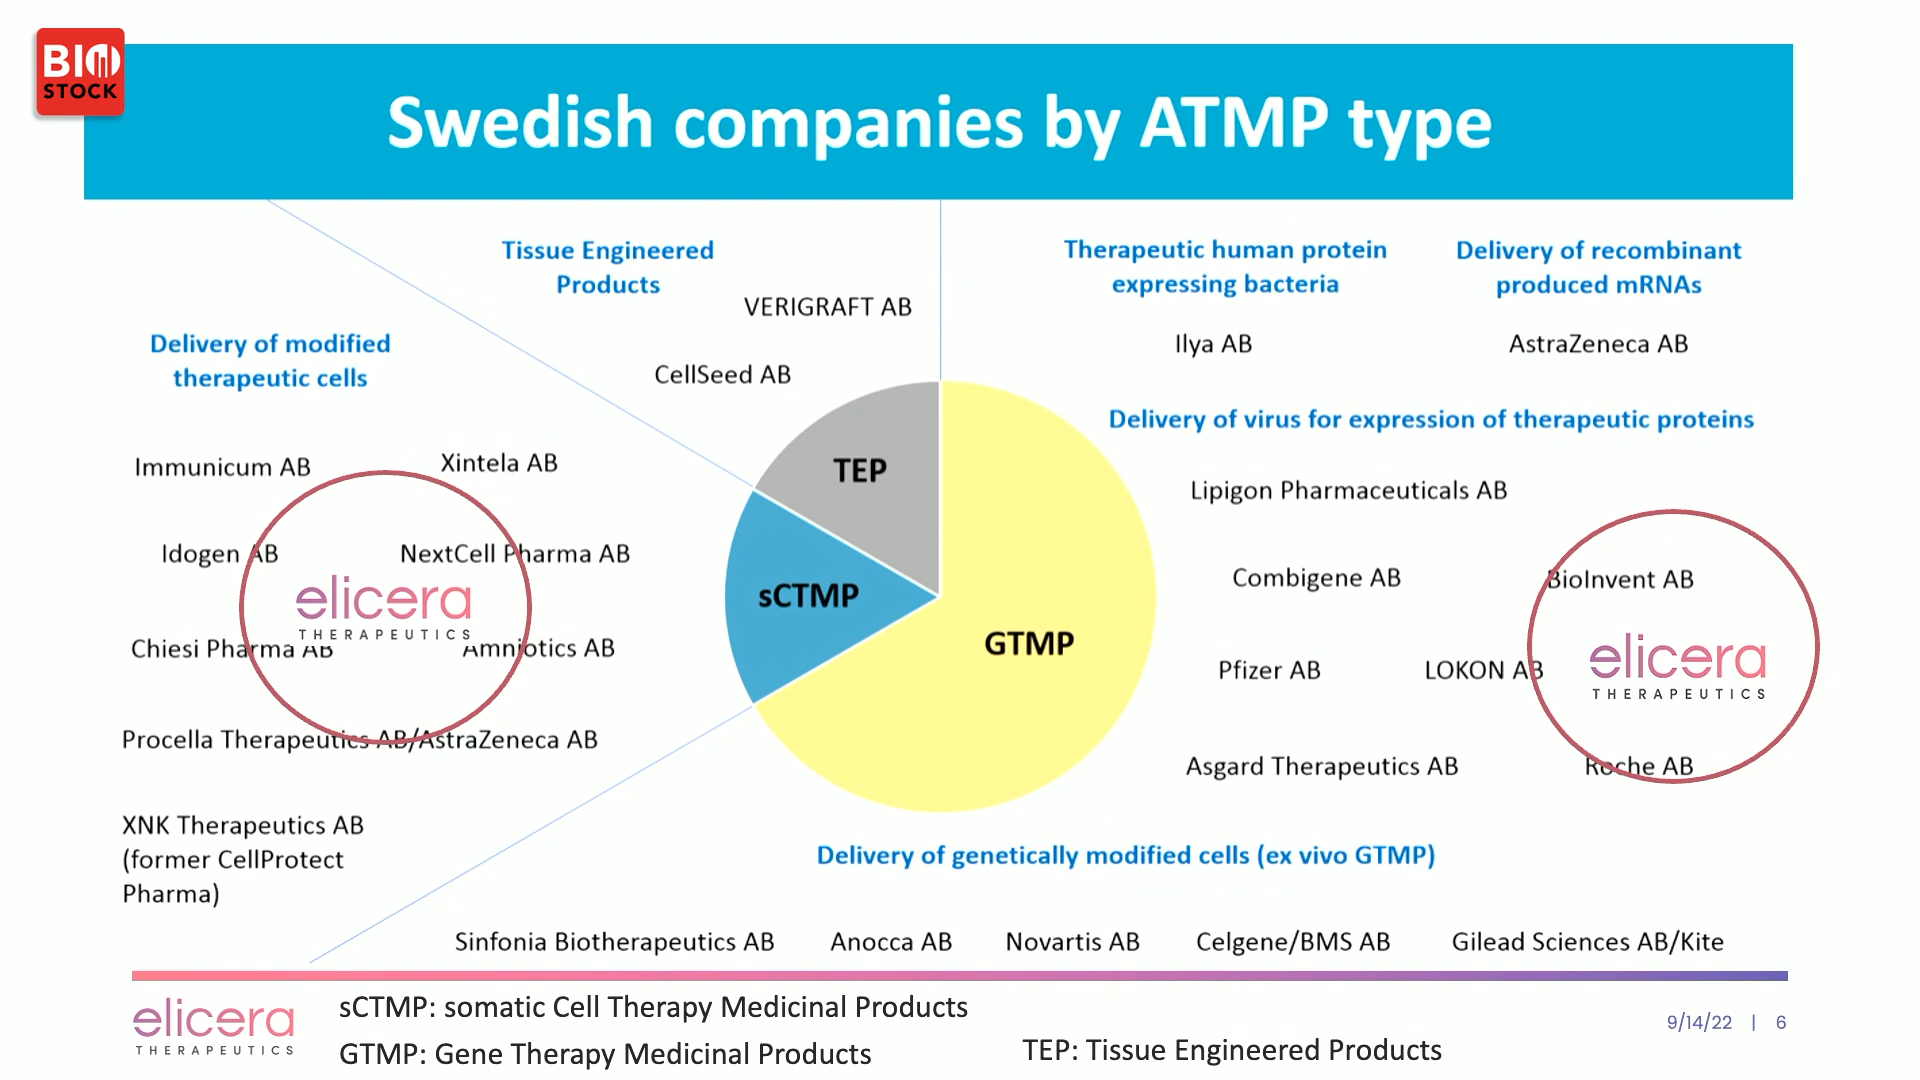 BIO
STOCK
Swedish companies by ATMP type
Tissue Engineered
Products
VERIGRAFT AB
CellSeed AB
Therapeutic human protein
expressing bacteria
Ilya AB
Delivery of recombinant
produced mRNAs
AstraZeneca AB
Delivery of modified
therapeutic cells
Immunicum AB
Xintela AB
Idogen AB
NextCell Pharma AB
elicera
THERAPEUTICS
Chiesi Pharma AB
Amniotics AB
Procella Therapeutics AB/AstraZeneca AB
XNK Therapeutics AB
(former CellProtect
Pharma)
TEP
sCTMP
GTMP
Delivery of virus for expression of therapeutic proteins
Lipigon Pharmaceuticals AB
Combigene AB
BioInvent AB
Pfizer AB
LOKON AB
elicera
THERAPEUTICS
Asgard Therapeutics AB
Roche AB
Delivery of genetically modified cells (ex vivo GTMP)
Sinfonia Biotherapeutics AB
Anocca AB
Novartis AB
Celgene/BMS AB
Gilead Sciences AB/Kite
elicera
THERAPEUTICS
sCTMP: somatic Cell Therapy Medicinal Products
GTMP: Gene Therapy Medicinal Products
TEP: Tissue Engineered Products
9/14/22 | 6